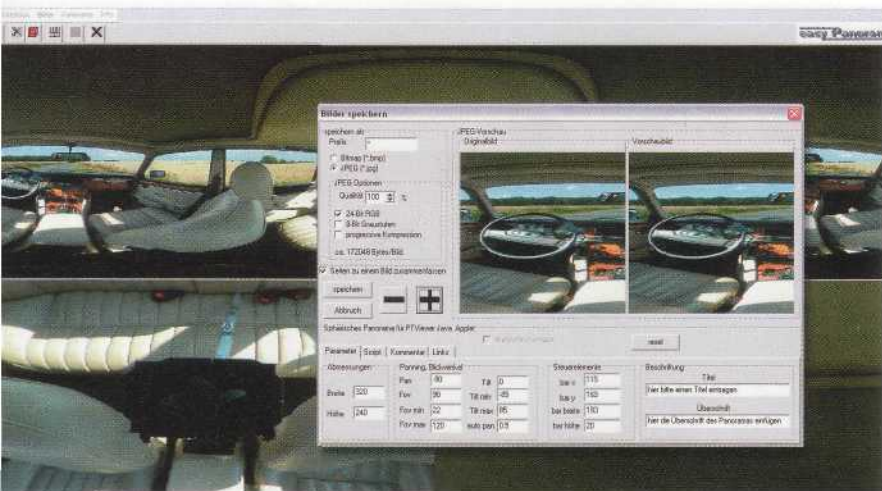 easy Panoram
Bilder speichern
speichern als
Prefix
Bitmap (*.bmp)
JPEG (*.jpg)
JPEG-Optionen
Qualität 100 %
24-Bit RGB
8-Bit Graustufen
progressive Kompression
ca. 172048 Bytes/Bild
Seiten zu einem Bild zusammenfassen
speichern
Abbruch
JPEG-Vorschau
Originalbild
Vorschaubild
Sphärisches Panorama für PTViewer Java Applet
reset
Parameter Script Kommentar Links
Abmessungen
Breite 320
Höhe 240
Panning, Blickwinkel
Pan -90
Fov 90
Fov min 22
Fov max 120
Tilt 0
Tilt min -85
Tilt max 85
auto pan 0.5
Steuerelemente
bar x 115
bar y 160
bar breite 180
bar höhe 20
Beschriftung
Titel
hier bitte einen Titel eintragen
Überschrift
hier die Überschrift des Panoramas einfügen